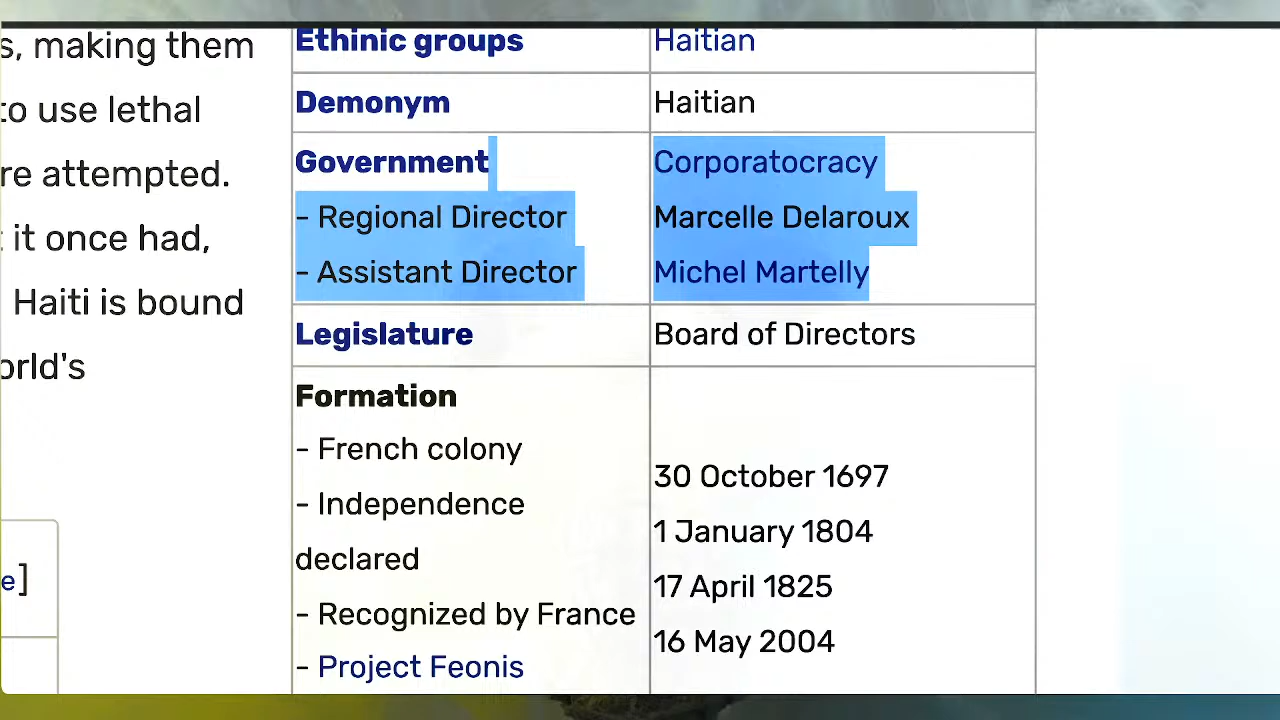 s, making them
to use lethal
re attempted.
it once had,
Haiti is bound
orld's
e]
Ethinic groups Haitian
Demonym Haitian
Government Corporatocracy
- Regional Director Marcelle Delaroux
- Assistant Director Michel Martelly
Legislature Board of Directors
Formation
- French colony 30 October 1697
- Independence 1 January 1804
declared 17 April 1825
- Recognized by France 16 May 2004
- Project Feonis